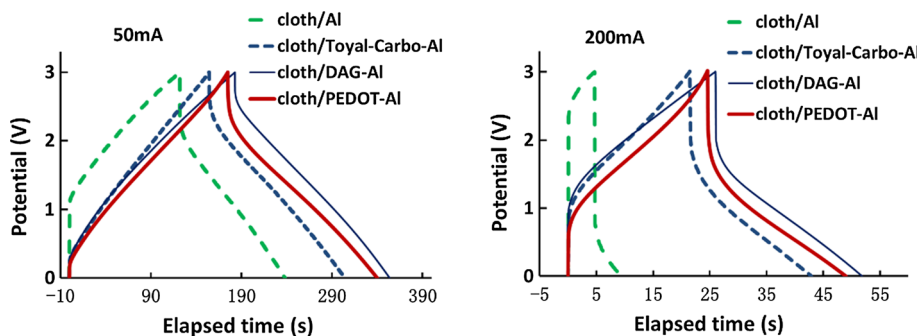 50mA
cloth/Al
cloth/Toyal-Carbo-Al
cloth/DAG-Al
cloth/PEDOT-Al
Potential (V)
3
2
1
0
-10 90 190 290 390
Elapsed time (s)
200mA
cloth/Al
cloth/Toyal-Carbo-Al
cloth/DAG-Al
cloth/PEDOT-Al
Potential (V)
3
2
1
0
-5 5 15 25 35 45 55
Elapsed time (s)